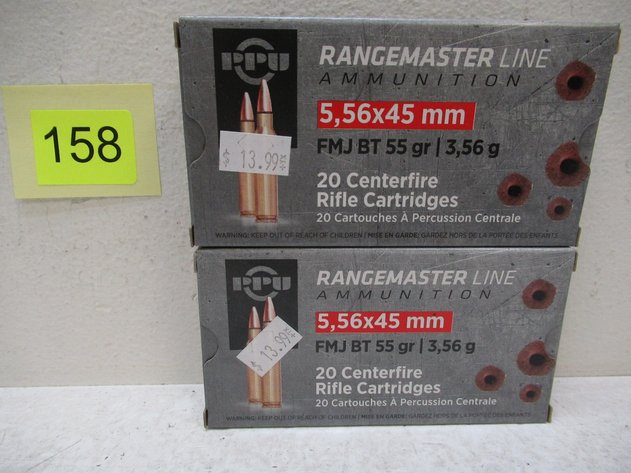 158
PPU
RANGEMASTER LINE
AMMUNITION
5,56x45 mm
FMJ BT 55 gr | 3,56 g
13.99
20 Centerfire
Rifle Cartridges
20 Cartouches À Percussion Centrale
WARNING: KEEP OUT OF REACH OF CHILDREN / MISE EN GARDE: GARDEZ HORS DE LA PORTÉE DES ENFANTS
PPU
RANGEMASTER LINE
AMMUNITION
5,56x45 mm
FMJ BT 55 gr | 3,56 g
$ 13.99
20 Centerfire
Rifle Cartridges
20 Cartouches À Percussion Centrale
WARNING: KEEP OUT OF REACH OF CHILDREN / MISE EN GARDE: GARDEZ HORS DE LA PORTÉE DES ENFANTS